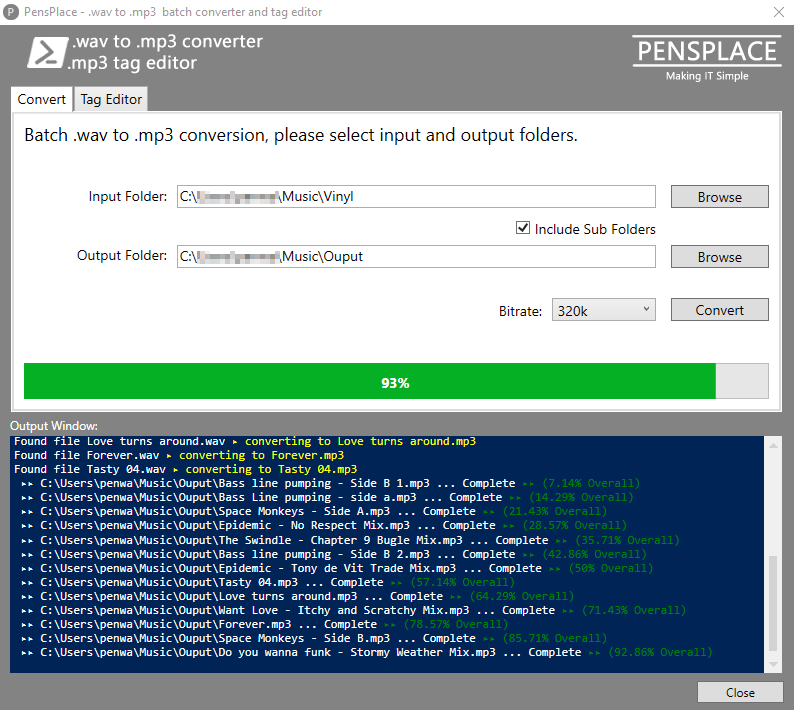 P PensPlace - .wav to .mp3 batch converter and tag editor
.wav to .mp3 converter
.mp3 tag editor
PENSPLACE
Making IT Simple
Convert Tag Editor
Batch .wav to .mp3 conversion, please select input and output folders.
Input Folder: C:\ \Music\Vinyl Browse
Include Sub Folders
Output Folder: C:\ \Music\Ouput Browse
Bitrate: 320k Convert
93%
Output Window:
Found file Love turns around.wav ▸ converting to Love turns around.mp3
Found file Forever.wav ▸ converting to Forever.mp3
Found file Tasty 04.wav ▸ converting to Tasty 04.mp3
▸▸ C:\Users\penwa\Music\Ouput\Bass line pumping - Side B 1.mp3 ... Complete ▸▸ (7.14% Overall)
▸▸ C:\Users\penwa\Music\Ouput\Bass Line pumping - side a.mp3 ... Complete ▸▸ (14.29% Overall)
▸▸ C:\Users\penwa\Music\Ouput\Space Monkeys - Side A.mp3 ... Complete ▸▸ (21.43% Overall)
▸▸ C:\Users\penwa\Music\Ouput\Epidemic - No Respect Mix.mp3 ... Complete ▸▸ (28.57% Overall)
▸▸ C:\Users\penwa\Music\Ouput\The Swindle - Chapter 9 Bugle Mix.mp3 ... Complete ▸▸ (35.71% Overall)
▸▸ C:\Users\penwa\Music\Ouput\Bass line pumping - Side B 2.mp3 ... Complete ▸▸ (42.86% Overall)
▸▸ C:\Users\penwa\Music\Ouput\Epidemic - Tony de Vit Trade Mix.mp3 ... Complete ▸▸ (50% Overall)
▸▸ C:\Users\penwa\Music\Ouput\Tasty 04.mp3 ... Complete ▸▸ (57.14% Overall)
▸▸ C:\Users\penwa\Music\Ouput\Love turns around.mp3 ... Complete ▸▸ (64.29% Overall)
▸▸ C:\Users\penwa\Music\Ouput\Want Love - Itchy and Scratchy Mix.mp3 ... Complete ▸▸ (71.43% Overall)
▸▸ C:\Users\penwa\Music\Ouput\Forever.mp3 ... Complete ▸▸ (78.57% Overall)
▸▸ C:\Users\penwa\Music\Ouput\Space Monkeys - Side B.mp3 ... Complete ▸▸ (85.71% Overall)
▸▸ C:\Users\penwa\Music\Ouput\Do you wanna funk - Stormy Weather Mix.mp3 ... Complete ▸▸ (92.86% Overall)
Close